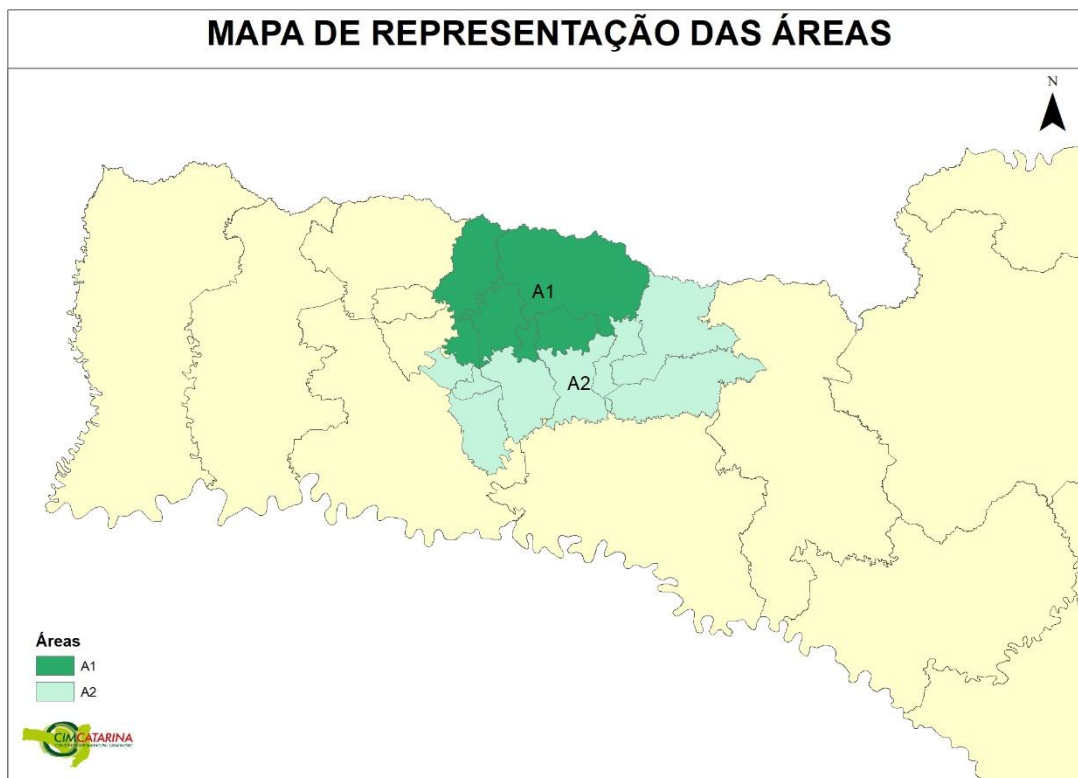 MAPA DE REPRESENTAÇÃO DAS ÁREAS
N
A1
A2
Áreas
A1
A2
CIMCATARINA